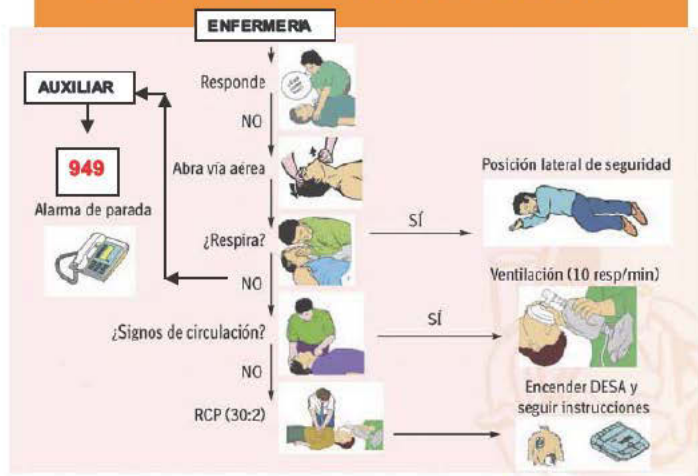 ENFERMERIA
AUXILIAR
949
Alarma de parada
Responde
NO
Abra vía aérea
¿Respira?
SÍ
Posición lateral de seguridad
NO
¿Signos de circulación?
SÍ
Ventilación (10 resp/min)
NO
RCP (30:2)
Encender DESA y
seguir instrucciones